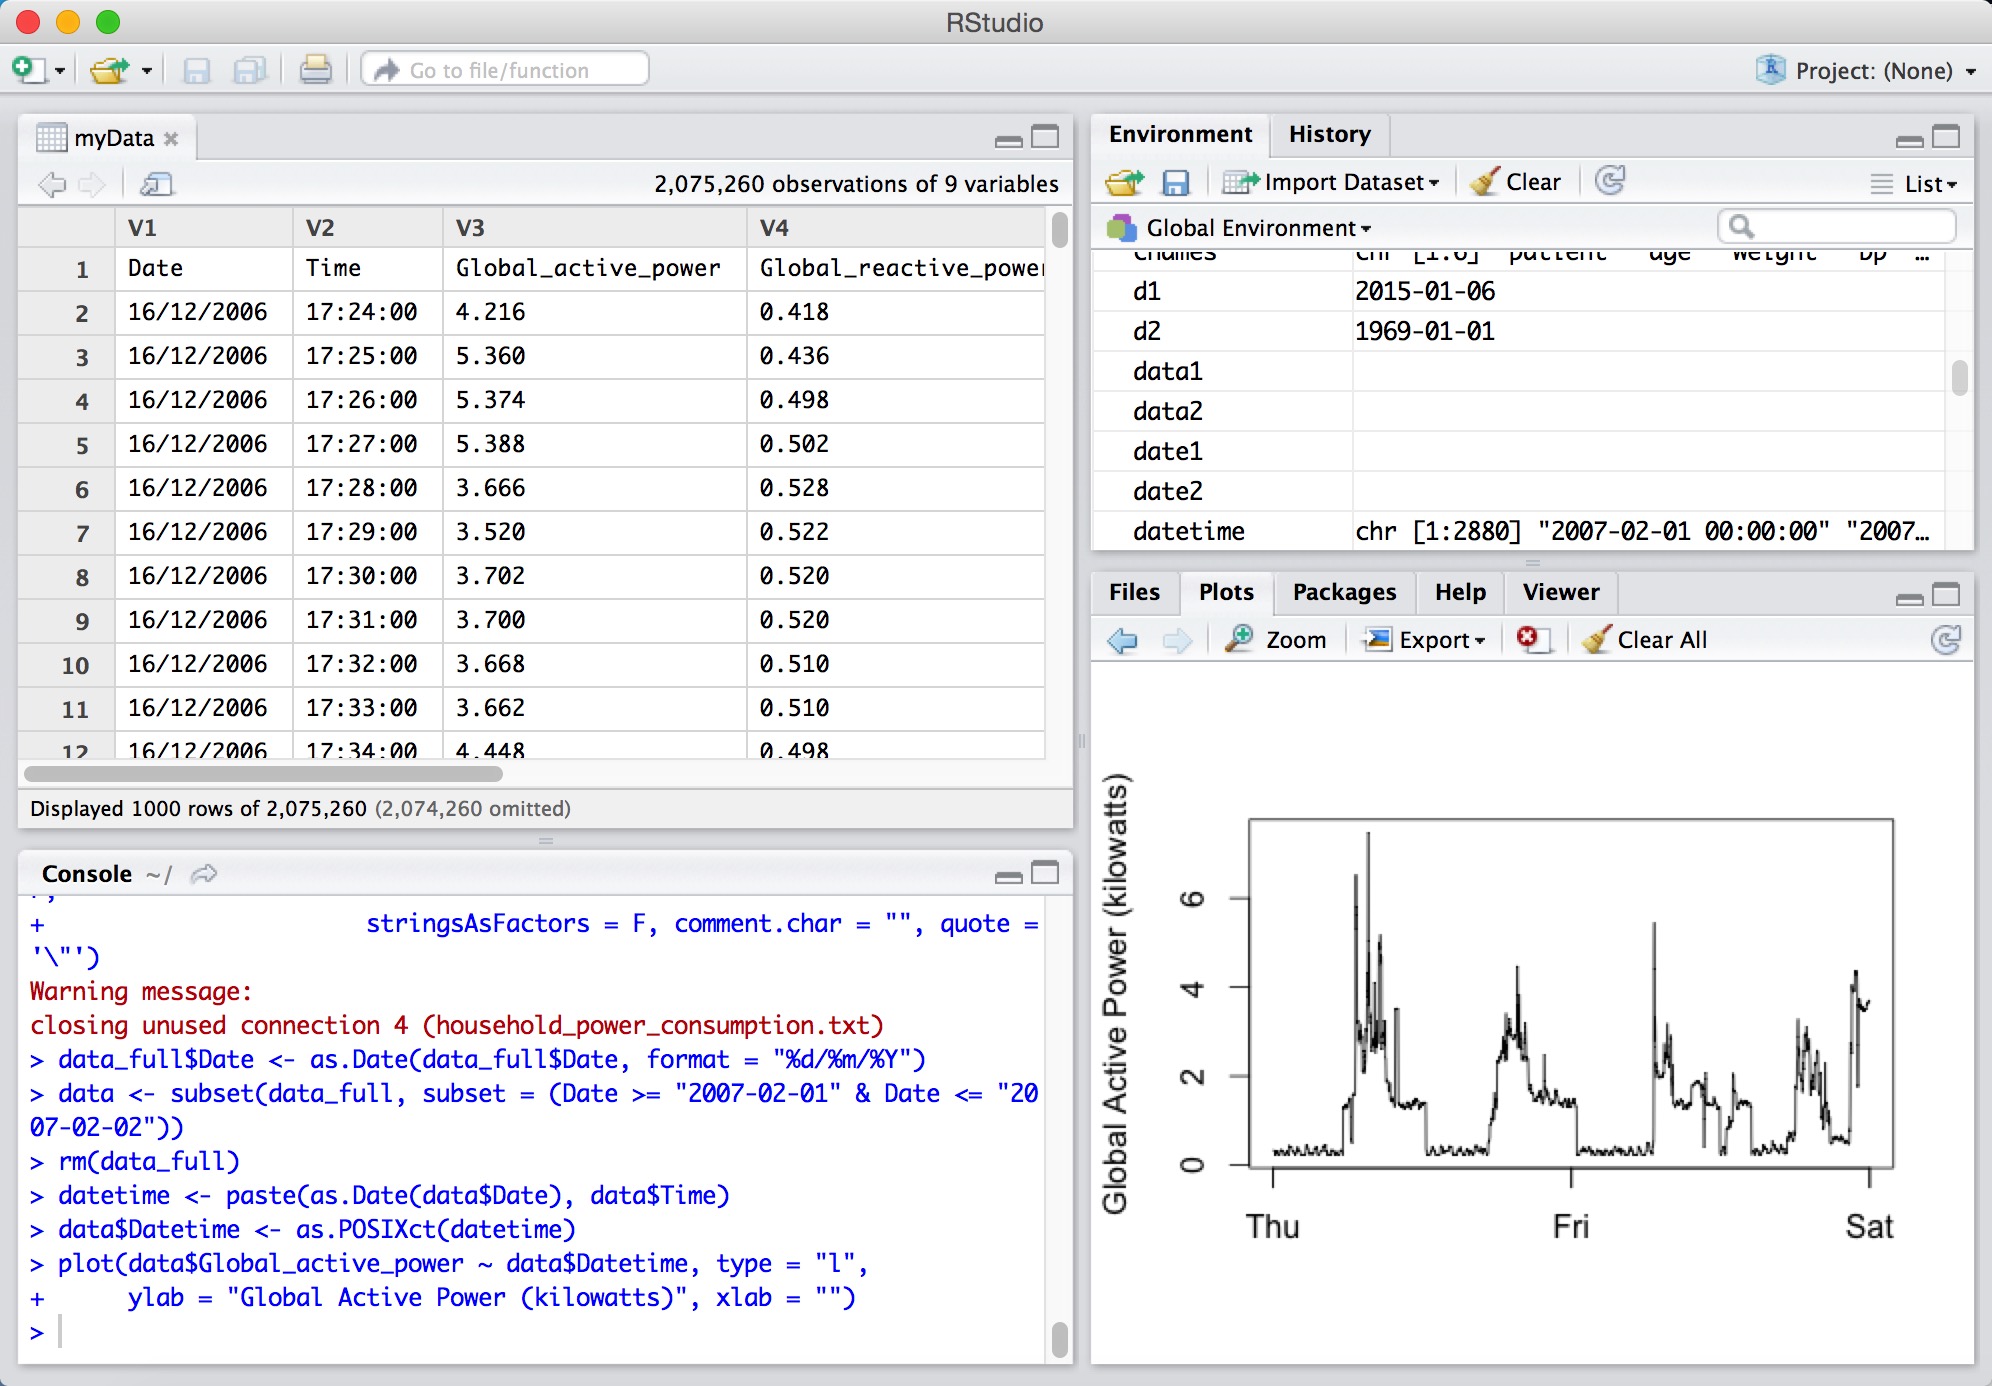 RStudio
Go to file/function
Project: (None)
myData
2,075,260 observations of 9 variables
V1 V2 V3 V4
1 Date Time Global_active_power Global_reactive_power
2 16/12/2006 17:24:00 4.216 0.418
3 16/12/2006 17:25:00 5.360 0.436
4 16/12/2006 17:26:00 5.374 0.498
5 16/12/2006 17:27:00 5.388 0.502
6 16/12/2006 17:28:00 3.666 0.528
7 16/12/2006 17:29:00 3.520 0.522
8 16/12/2006 17:30:00 3.702 0.520
9 16/12/2006 17:31:00 3.700 0.520
10 16/12/2006 17:32:00 3.668 0.510
11 16/12/2006 17:33:00 3.662 0.510
12 16/12/2006 17:34:00 4.448 0.498
Displayed 1000 rows of 2,075,260 (2,074,260 omitted)
Console ~/
+ stringsAsFactors = F, comment.char = "", quote =
'\"')
Warning message:
closing unused connection 4 (household_power_consumption.txt)
> data_full$Date <- as.Date(data_full$Date, format = "%d/%m/%Y")
> data <- subset(data_full, subset = (Date >= "2007-02-01" & Date <= "20
07-02-02"))
> rm(data_full)
> datetime <- paste(as.Date(data$Date), data$Time)
> data$Datetime <- as.POSIXct(datetime)
> plot(data$Global_active_power ~ data$Datetime, type = "l",
+ ylab = "Global Active Power (kilowatts)", xlab = "")
>
Environment History
Import Dataset Clear List
Global Environment
cnames chr [1:6] "patient" "age" "weight" "bp" …
d1 2015-01-06
d2 1969-01-01
data1
data2
date1
date2
datetime chr [1:2880] "2007-02-01 00:00:00" "2007…
Files Plots Packages Help Viewer
Zoom Export Clear All
Global Active Power (kilowatts)
6
4
2
0
Thu Fri Sat